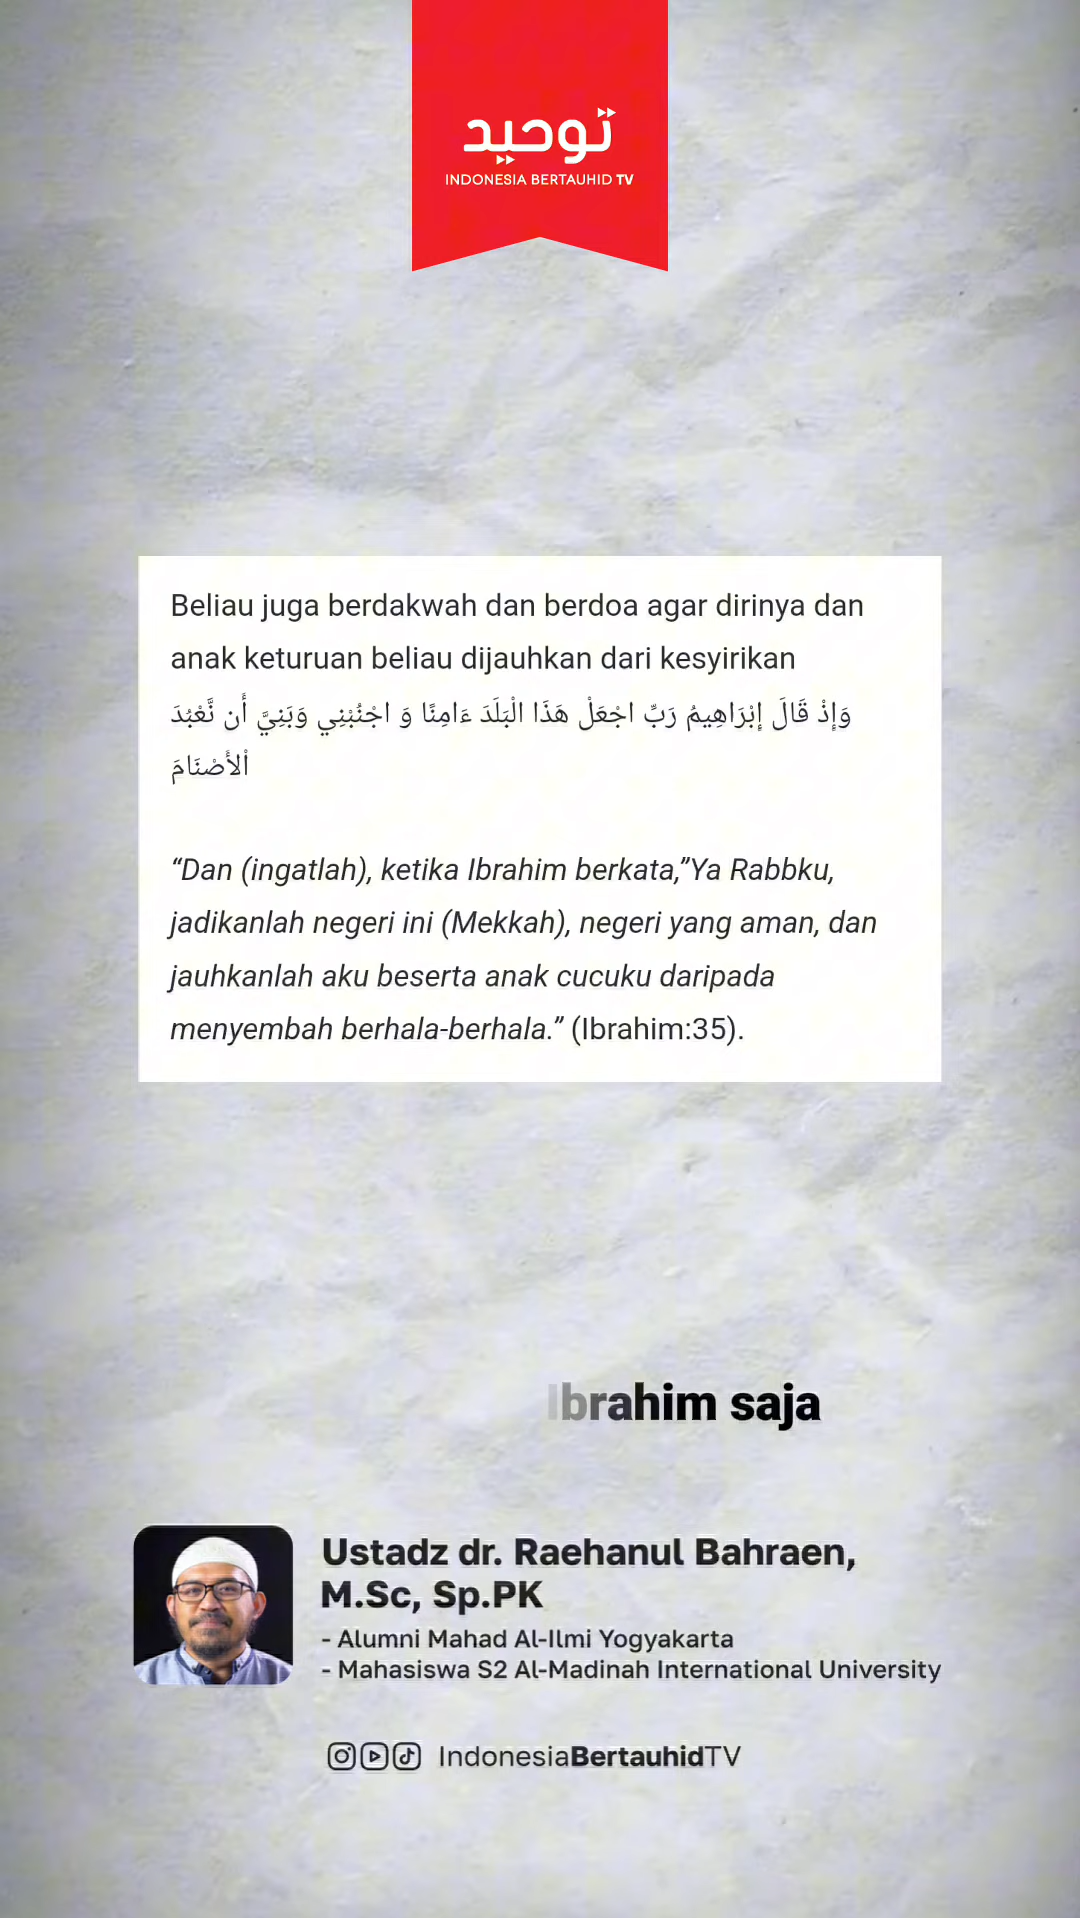 توحيد
INDONESIA BERTAUHID TV
Beliau juga berdakwah dan berdoa agar dirinya dan
anak keturuan beliau dijauhkan dari kesyirikan
وَإِذْ قَالَ إِبْرَاهِيمُ رَبِّ اجْعَلْ هَذَا الْبَلَدَ ءَامِنًا وَ اجْنُبْنِي وَبَنِيَّ أَن نَّعْبُدَ
اْلأَصْنَامَ
“Dan (ingatlah), ketika Ibrahim berkata,”Ya Rabbku,
jadikanlah negeri ini (Mekkah), negeri yang aman, dan
jauhkanlah aku beserta anak cucuku daripada
menyembah berhala-berhala.” (Ibrahim:35).
Ibrahim saja
Ustadz dr. Raehanul Bahraen,
M.Sc, Sp.PK
- Alumni Mahad Al-Ilmi Yogyakarta
- Mahasiswa S2 Al-Madinah International University
IndonesiaBertauhidTV